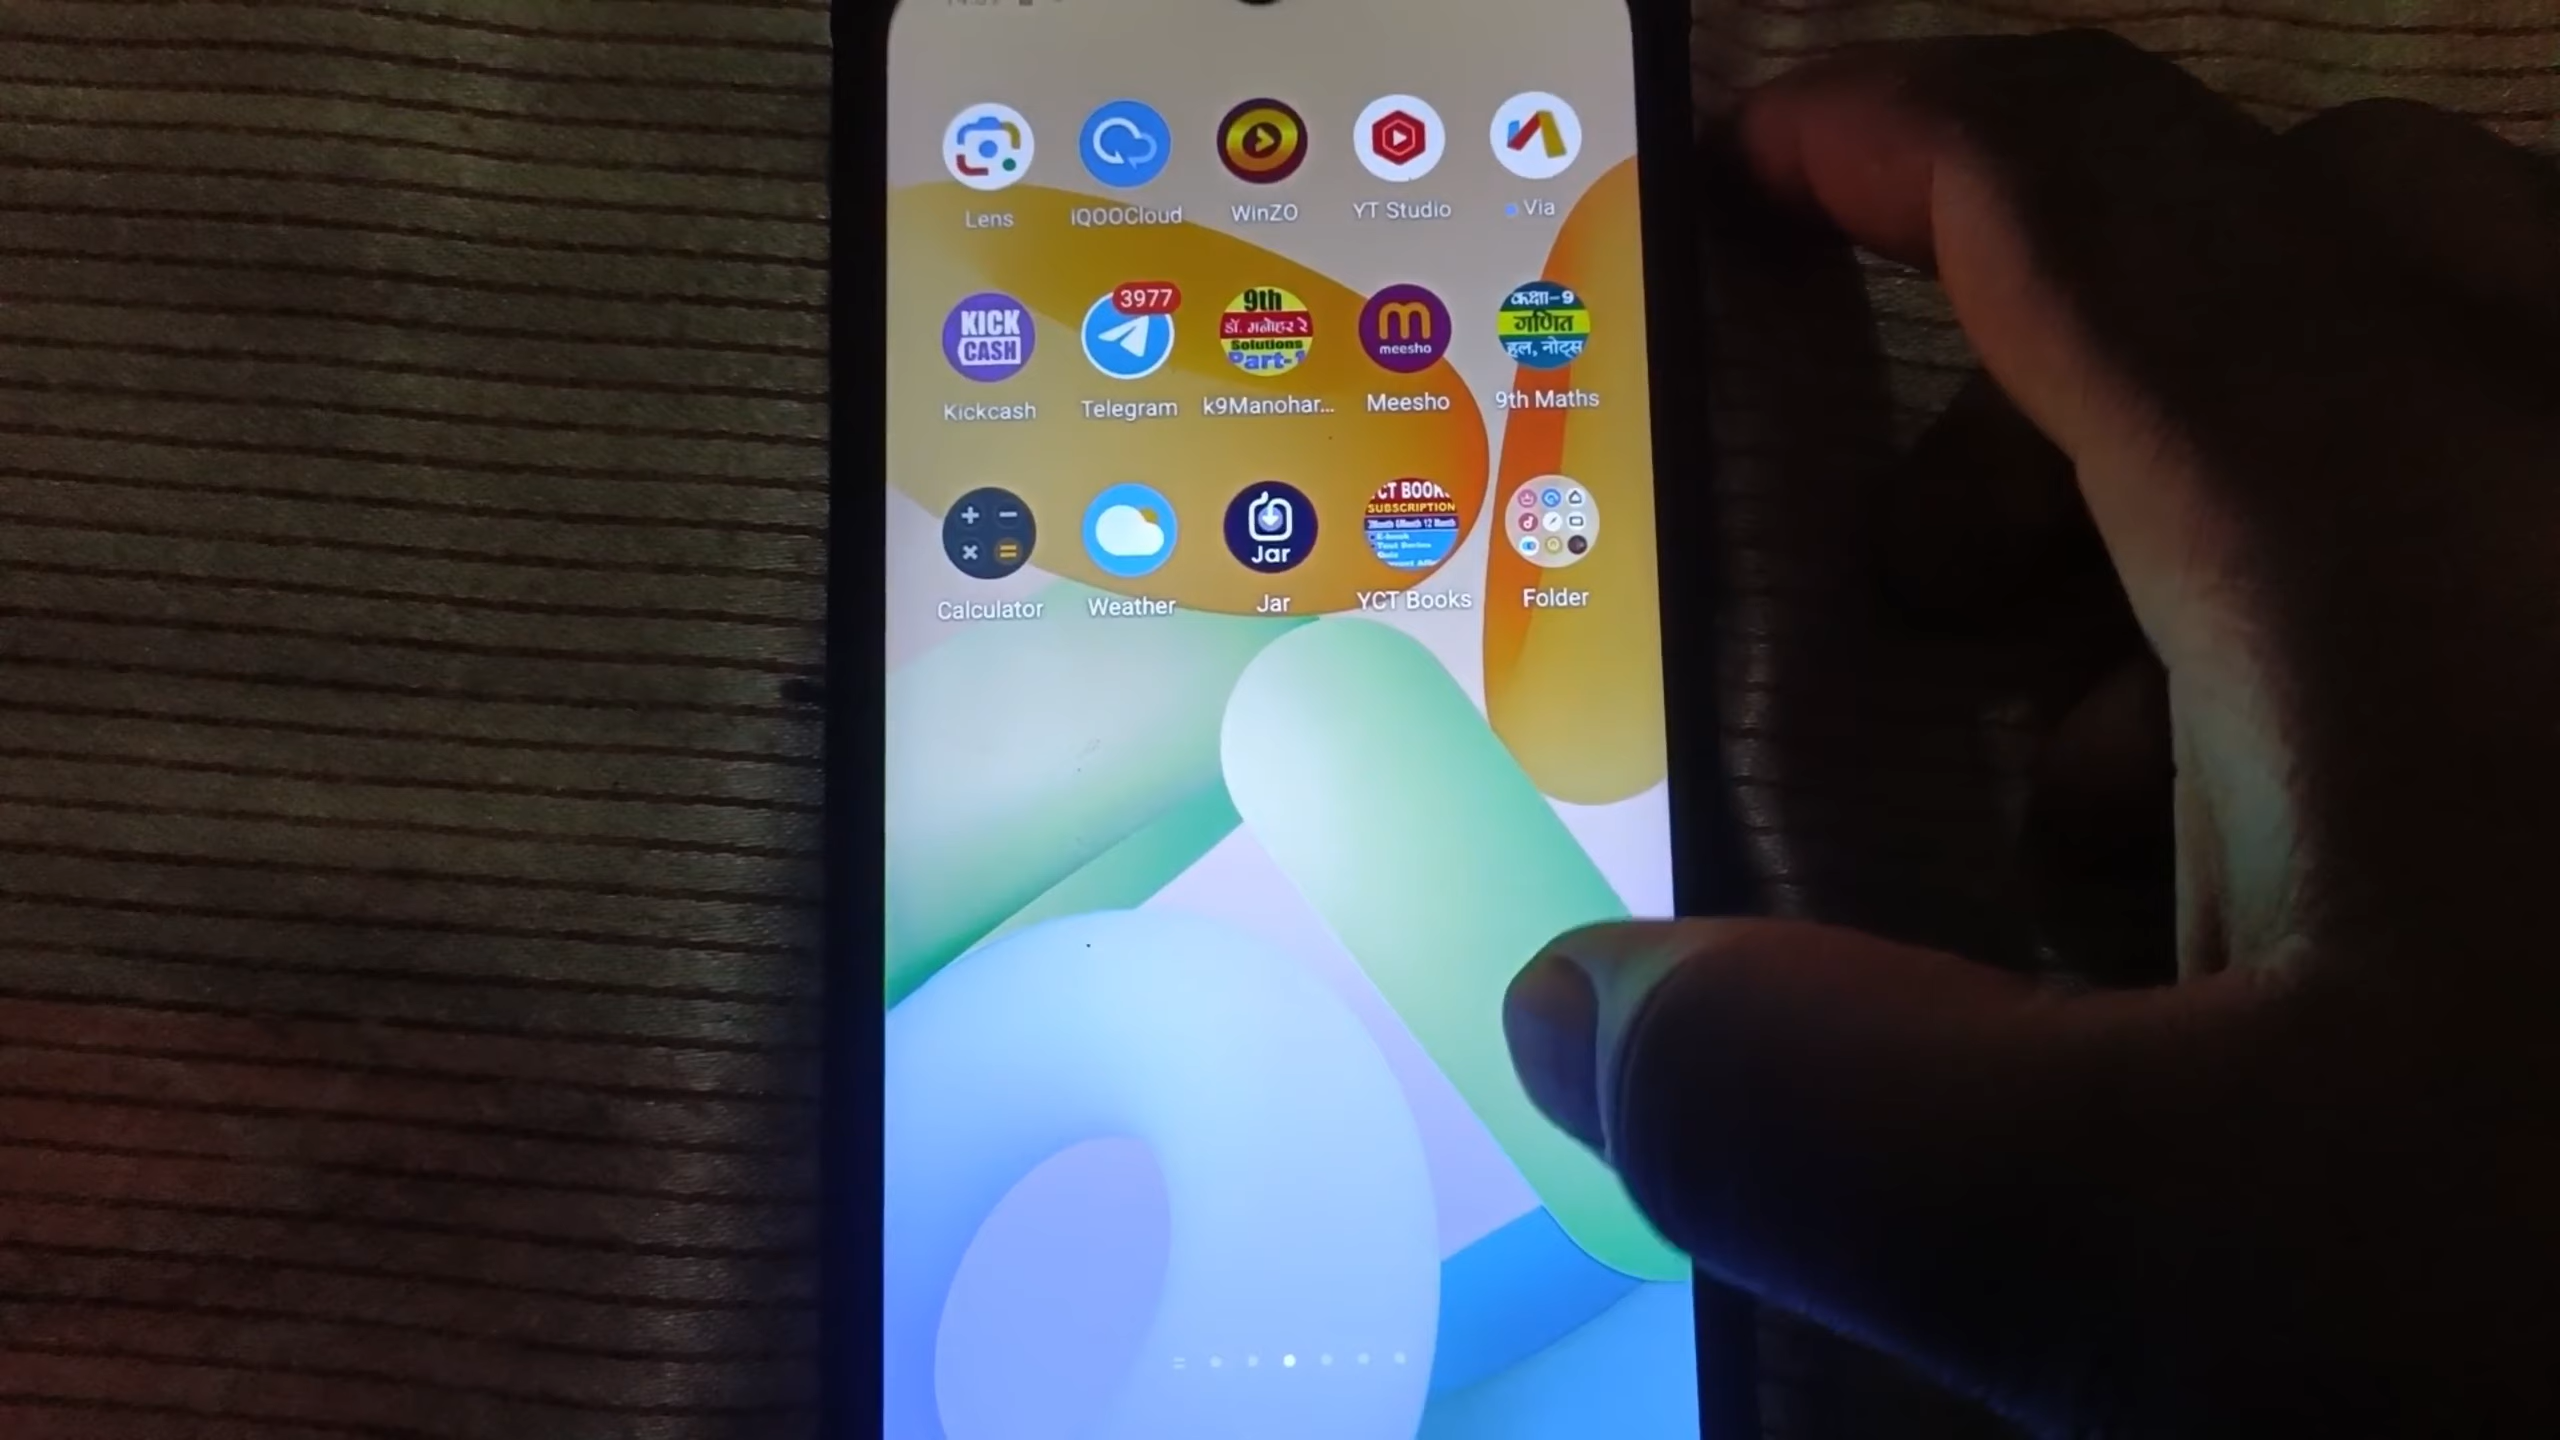 Lens
iQOOCloud
WinZO
YT Studio
Via
KICK
CASH
3977
9th
डॉ. मनोहर रे
Solutions
Part-1
meesho
कक्षा-9
गणित
हल, नोट्स
Kickcash
Telegram
k9Manohar...
Meesho
9th Maths
Jar
YCT BOOK
SUBSCRIPTION
Calculator
Weather
Jar
YCT Books
Folder